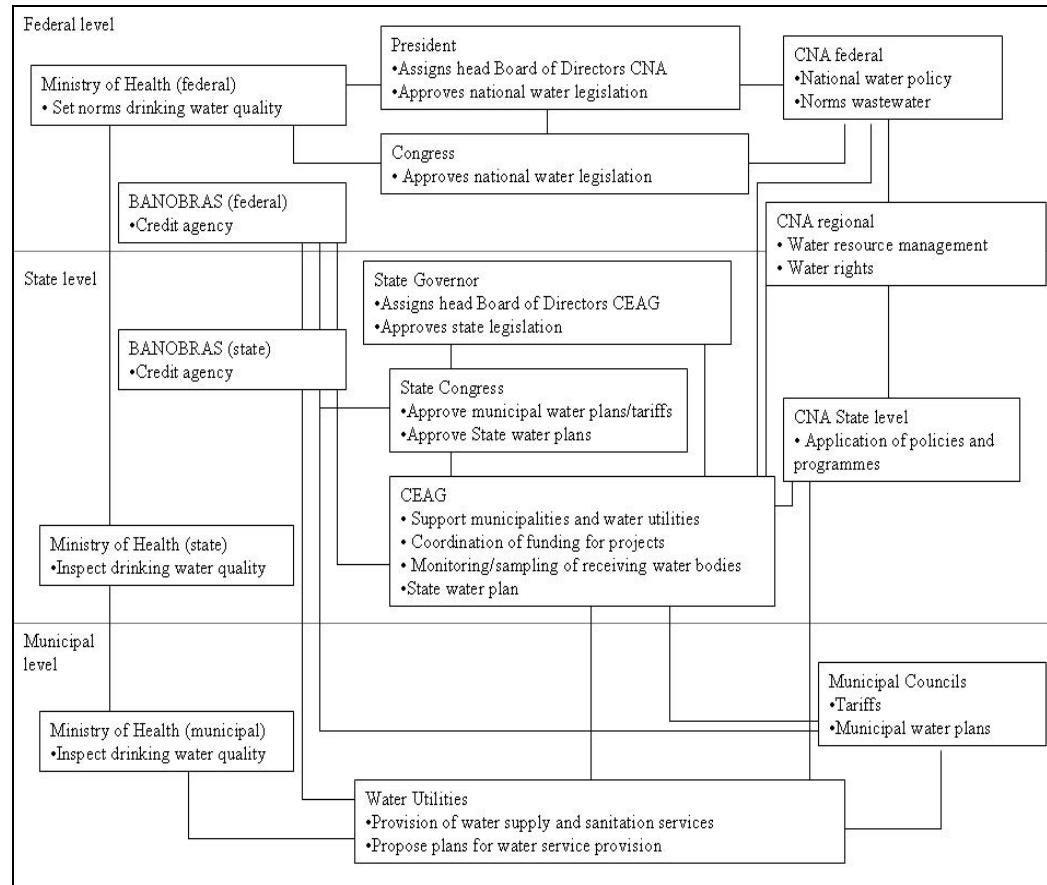 Federal level
President
•Assigns head Board of Directors CNA
•Approves national water legislation
CNA federal
•National water policy
•Norms wastewater
Ministry of Health (federal)
• Set norms drinking water quality
Congress
• Approves national water legislation
BANOBRAS (federal)
•Credit agency
CNA regional
• Water resource management
• Water rights
State level
State Governor
•Assigns head Board of Directors CEAG
•Approves state legislation
BANOBRAS (state)
•Credit agency
State Congress
•Approve municipal water plans/tariffs
•Approve State water plans
CNA State level
• Application of policies and
programmes
CEAG
• Support municipalities and water utilities
• Coordination of funding for projects
• Monitoring/sampling of receiving water bodies
•State water plan
Ministry of Health (state)
•Inspect drinking water quality
Municipal
level
Municipal Councils
•Tariffs
•Municipal water plans
Ministry of Health (municipal)
•Inspect drinking water quality
Water Utilities
•Provision of water supply and sanitation services
•Propose plans for water service provision